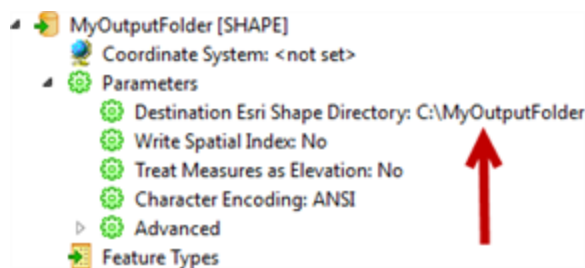 MyOutputFolder [SHAPE]
Coordinate System: <not set>
Parameters
Destination Esri Shape Directory: C:\MyOutputFolder
Write Spatial Index: No
Treat Measures as Elevation: No
Character Encoding: ANSI
Advanced
Feature Types